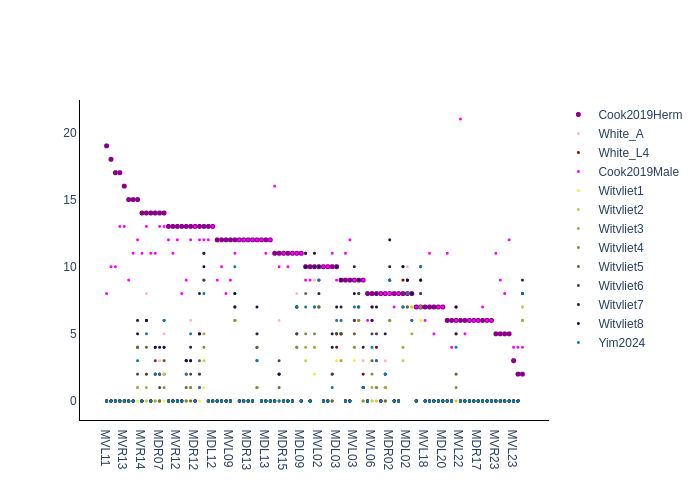 20
15
10
5
0
MVL11
MVR13
MVR14
MDR07
MVR12
MDR12
MDL12
MVL09
MDR13
MDL13
MDR15
MDL09
MVL02
MDL03
MVL03
MVL06
MDR02
MDL02
MVL18
MDL20
MVL22
MDR17
MVR23
MVL23
Cook2019Herm
White_A
White_L4
Cook2019Male
Witvliet1
Witvliet2
Witvliet3
Witvliet4
Witvliet5
Witvliet6
Witvliet7
Witvliet8
Yim2024